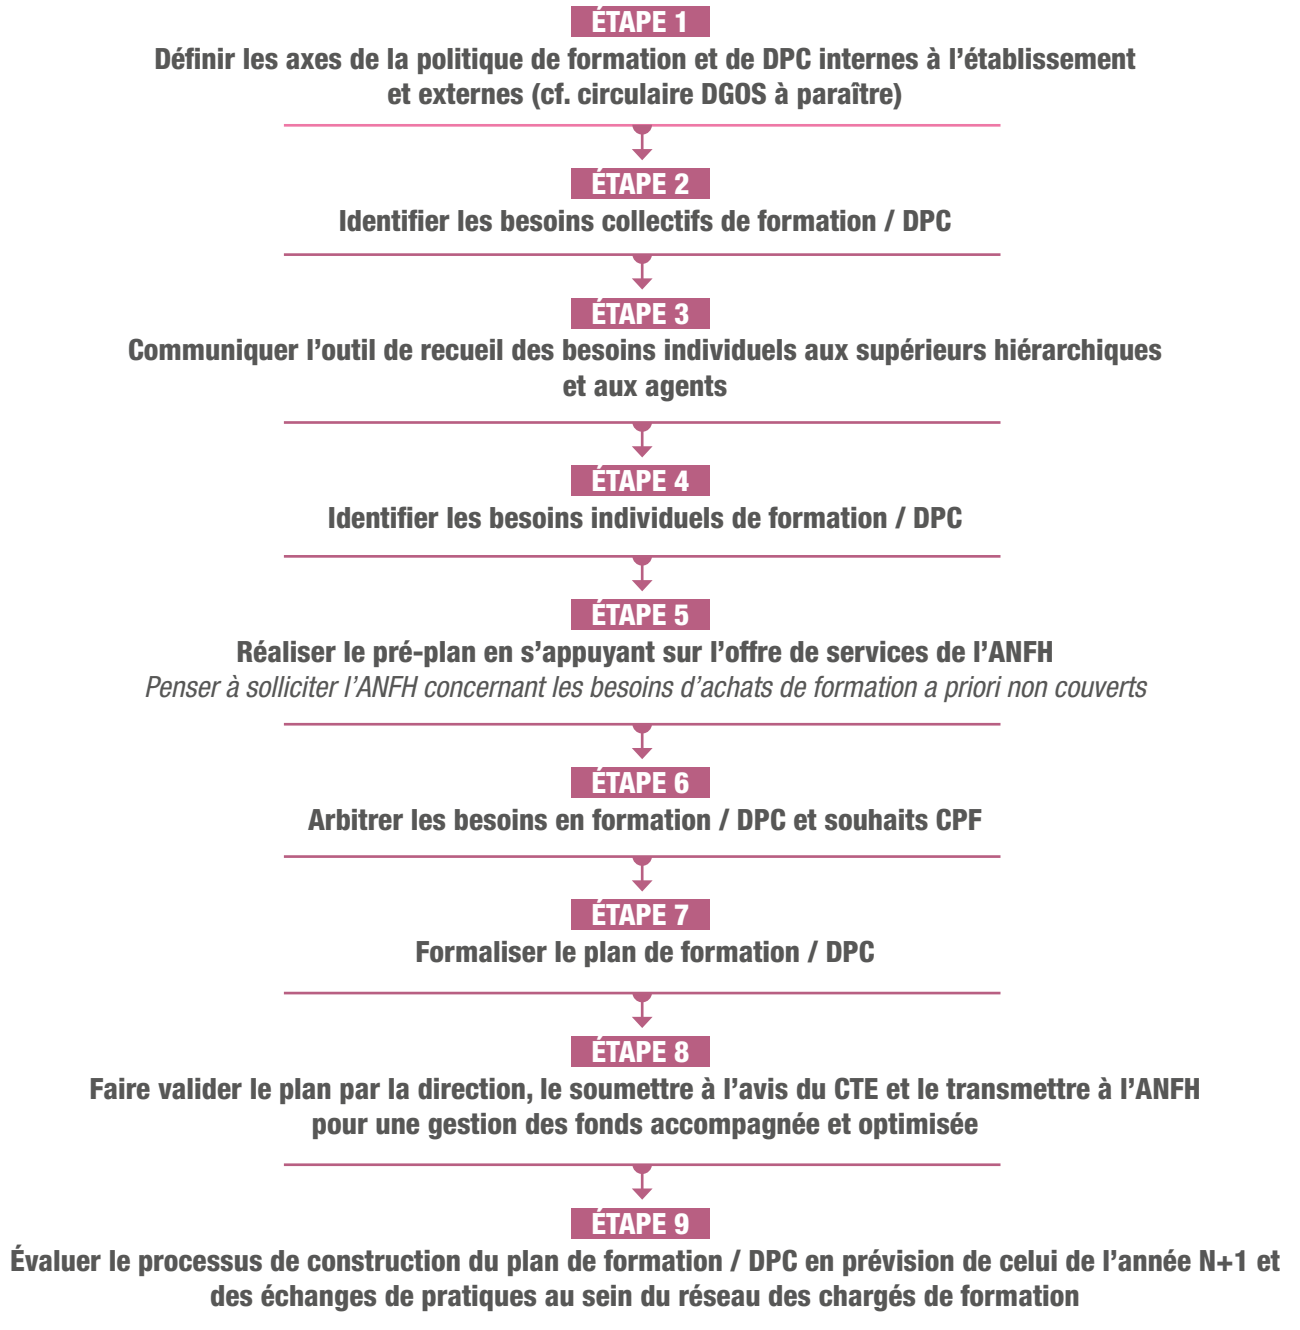 ÉTAPE 1
Définir les axes de la politique de formation et de DPC internes à l’établissement
et externes (cf. circulaire DGOS à paraître)
ÉTAPE 2
Identifier les besoins collectifs de formation / DPC
ÉTAPE 3
Communiquer l’outil de recueil des besoins individuels aux supérieurs hiérarchiques
et aux agents
ÉTAPE 4
Identifier les besoins individuels de formation / DPC
ÉTAPE 5
Réaliser le pré-plan en s’appuyant sur l’offre de services de l’ANFH
Penser à solliciter l’ANFH concernant les besoins d’achats de formation a priori non couverts
ÉTAPE 6
Arbitrer les besoins en formation / DPC et souhaits CPF
ÉTAPE 7
Formaliser le plan de formation / DPC
ÉTAPE 8
Faire valider le plan par la direction, le soumettre à l’avis du CTE et le transmettre à l’ANFH
pour une gestion des fonds accompagnée et optimisée
ÉTAPE 9
Évaluer le processus de construction du plan de formation / DPC en prévision de celui de l’année N+1 et
des échanges de pratiques au sein du réseau des chargés de formation